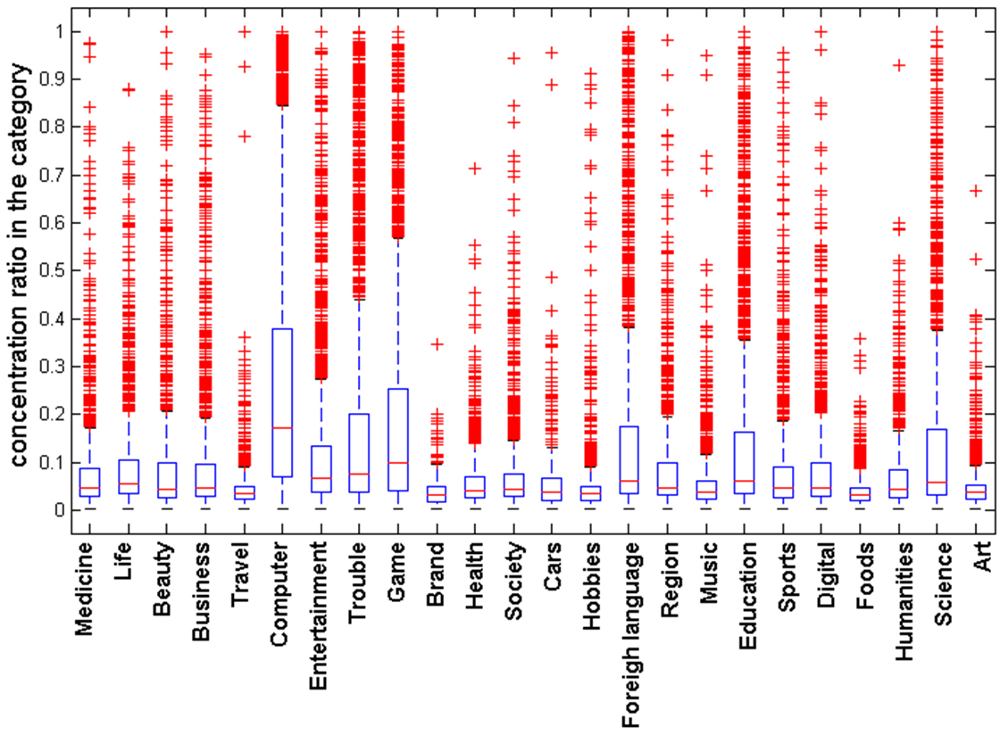 concentration ratio in the category
1
0.9
0.8
0.7
0.6
0.5
0.4
0.3
0.2
0.1
0
Medicine
Life
Beauty
Business
Travel
Computer
Entertainment
Trouble
Game
Brand
Health
Society
Cars
Hobbies
Foreigh language
Region
Music
Education
Sports
Digital
Foods
Humanities
Science
Art